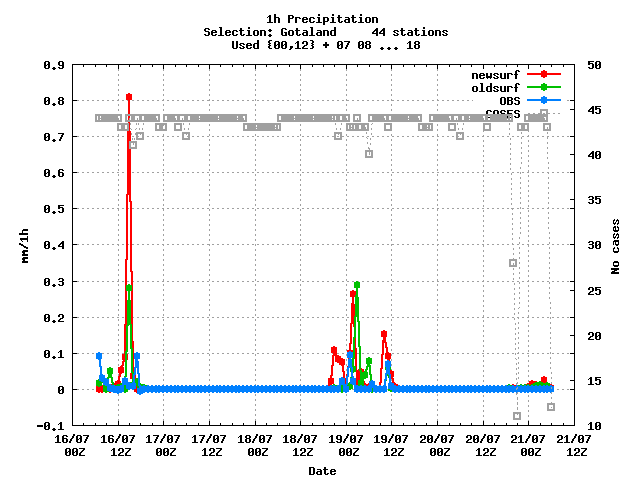 1h Precipitation
Selection: Gotaland 44 stations
Used {00,12} + 07 08 ... 18
newsurf
oldsurf
OBS
CASES
mm/1h
No cases
0.9
0.8
0.7
0.6
0.5
0.4
0.3
0.2
0.1
0
-0.1
50
45
40
35
30
25
20
15
10
16/07 16/07 17/07 17/07 18/07 18/07 19/07 19/07 20/07 20/07 21/07 21/07
00Z 12Z 00Z 12Z 00Z 12Z 00Z 12Z 00Z 12Z 00Z 12Z
Date